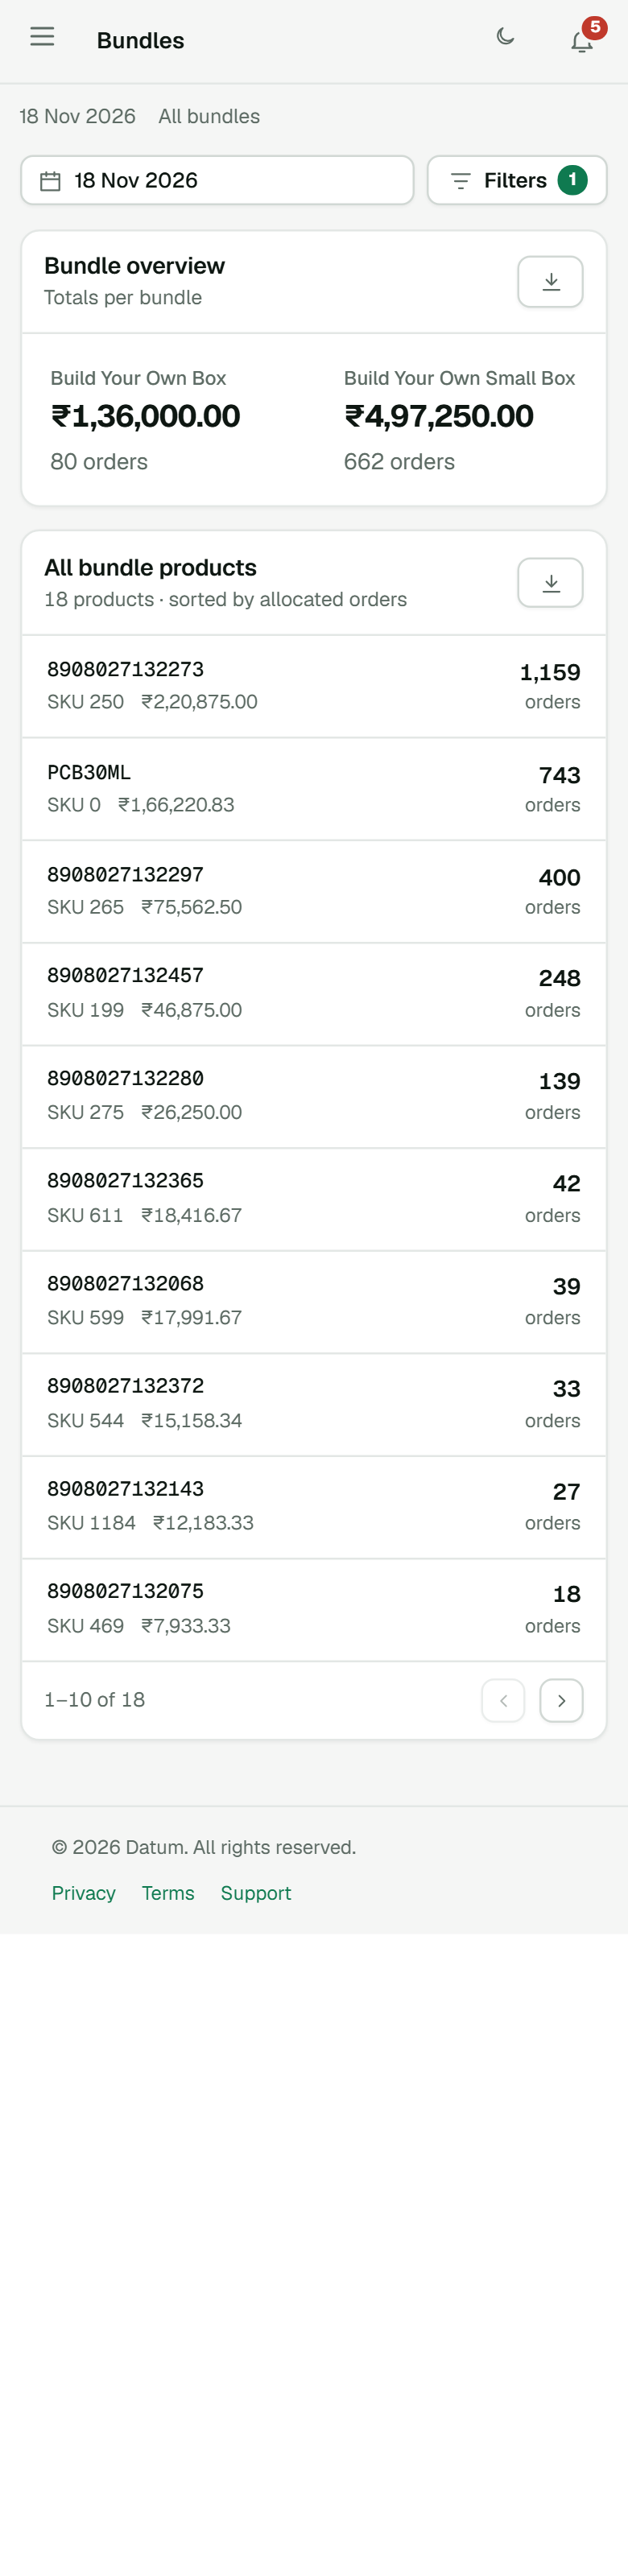 Bundles
5
18 Nov 2026 All bundles
18 Nov 2026
Filters 1
Bundle overview
Totals per bundle
Build Your Own Box
₹1,36,000.00
80 orders
Build Your Own Small Box
₹4,97,250.00
662 orders
All bundle products
18 products · sorted by allocated orders
8908027132273
SKU 250 ₹2,20,875.00
1,159
orders
PCB30ML
SKU 0 ₹1,66,220.83
743
orders
8908027132297
SKU 265 ₹75,562.50
400
orders
8908027132457
SKU 199 ₹46,875.00
248
orders
8908027132280
SKU 275 ₹26,250.00
139
orders
8908027132365
SKU 611 ₹18,416.67
42
orders
8908027132068
SKU 599 ₹17,991.67
39
orders
8908027132372
SKU 544 ₹15,158.34
33
orders
8908027132143
SKU 1184 ₹12,183.33
27
orders
8908027132075
SKU 469 ₹7,933.33
18
orders
1–10 of 18
© 2026 Datum. All rights reserved.
Privacy Terms Support